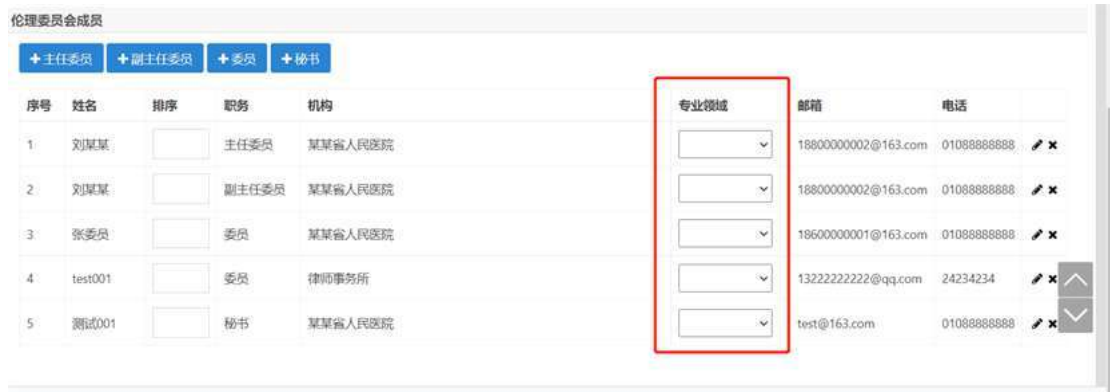 伦理委员会成员
+主任委员 +副主任委员 +委员 +秘书
序号 姓名 排序 职务 机构 专业领域 邮箱 电话
1 刘某某 主任委员 某某省人民医院 18800000002@163.com 01088888888
2 刘某某 副主任委员 某某省人民医院 18800000002@163.com 01088888888
3 张委员 委员 某某省人民医院 18600000001@163.com 01088888888
4 test001 委员 律师事务所 13222222222@qq.com 24234234
5 测试001 秘书 某某省人民医院 test@163.com 01088888888